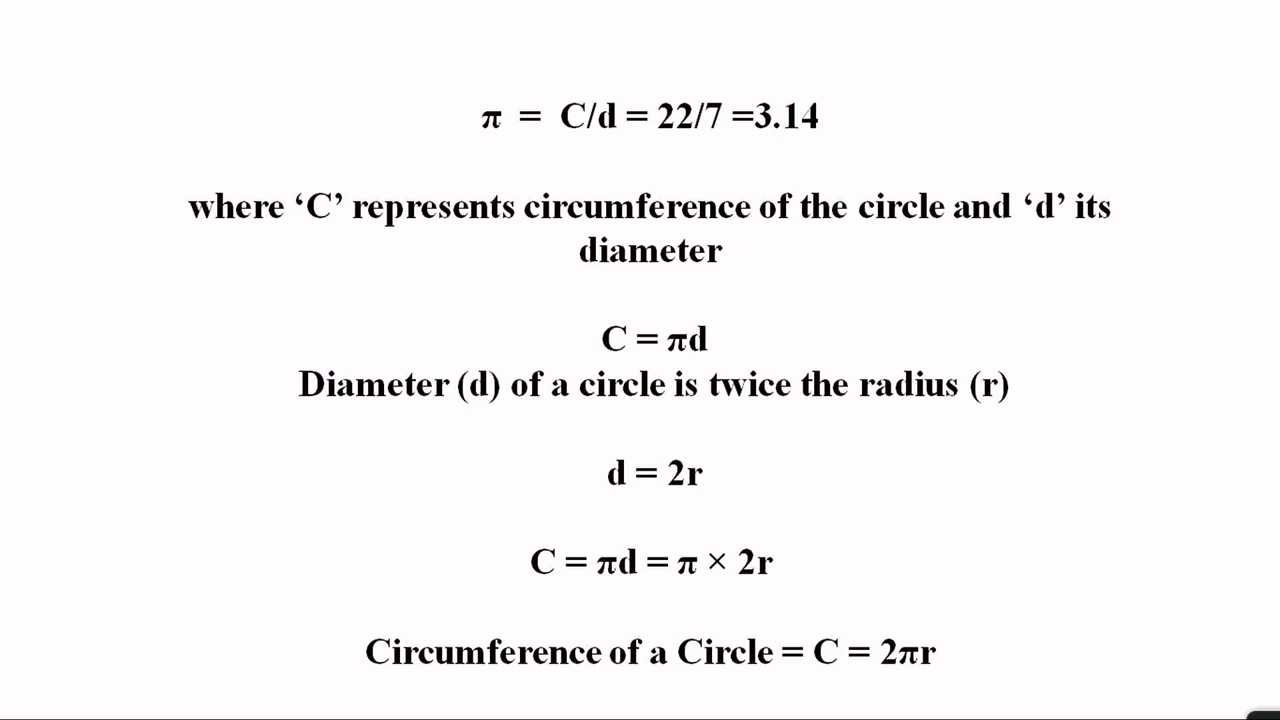 π = C/d = 22/7 =3.14
where ‘C’ represents circumference of the circle and ‘d’ its
diameter
C = πd
Diameter (d) of a circle is twice the radius (r)
d = 2r
C = πd = π × 2r
Circumference of a Circle = C = 2πr